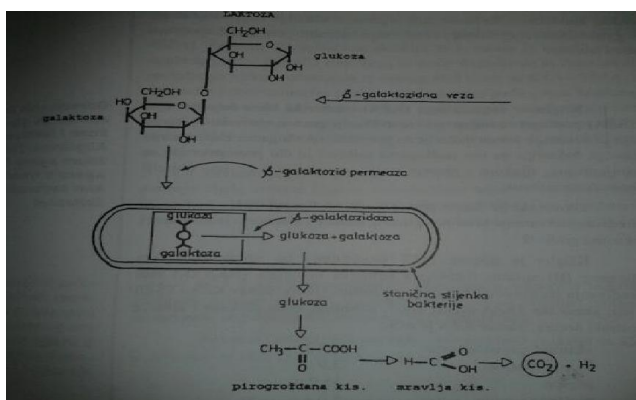 LAKTOZA
CH2OH
O
OH
OH
OH
glukoza
CH2OH
HO
O
O
OH
OH
galaktoza
β-galaktozidna veza
β-galaktozid permeaza
glukoza
galaktoza
β-galaktozidaza
glukoza+galaktoza
stanična stijenka
bakterije
glukoza
CH3-C-COOH
O
H-C
O
OH
CO2 + H2
pirogrožđana kis.
mravlja kis.